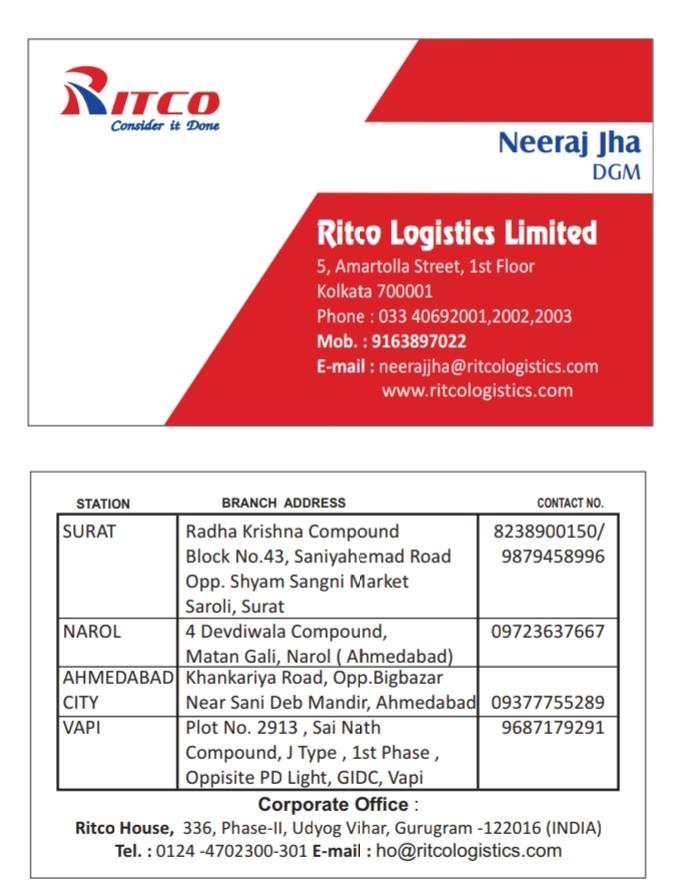 RITCO
Consider it Done
Neeraj Jha
DGM
Ritco Logistics Limited
5, Amartolla Street, 1st Floor
Kolkata 700001
Phone : 033 40692001,2002,2003
Mob. : 9163897022
E-mail : neerajjha@ritcologistics.com
www.ritcologistics.com
STATION BRANCH ADDRESS CONTACT NO.
SURAT Radha Krishna Compound 8238900150/
Block No.43, Saniyahemad Road 9879458996
Opp. Shyam Sangni Market
Saroli, Surat
NAROL 4 Devdiwala Compound, 09723637667
Matan Gali, Narol ( Ahmedabad)
AHMEDABAD Khankariya Road, Opp.Bigbazar
CITY Near Sani Deb Mandir, Ahmedabad 09377755289
VAPI Plot No. 2913 , Sai Nath 9687179291
Compound, J Type , 1st Phase ,
Oppisite PD Light, GIDC, Vapi
Corporate Office :
Ritco House, 336, Phase-II, Udyog Vihar, Gurugram -122016 (INDIA)
Tel. : 0124 -4702300-301 E-mail : ho@ritcologistics.com